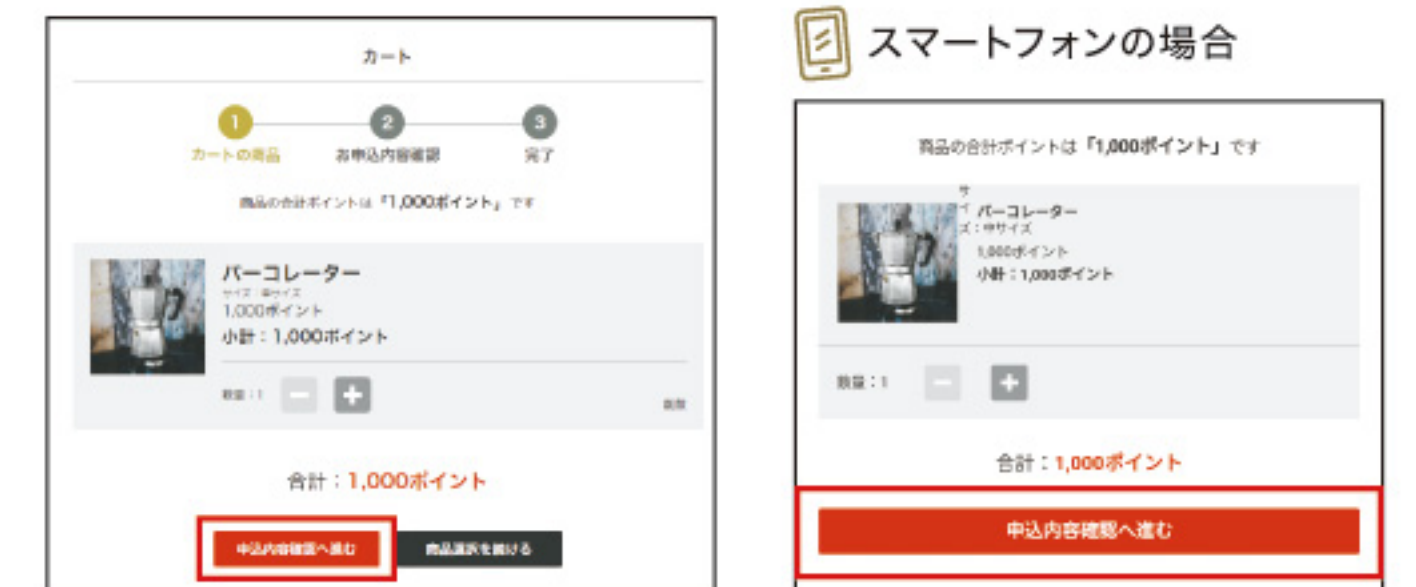 カート
1
2
3
カートの商品
お申込内容確認
完了
商品の合計ポイントは「1,000ポイント」です
パーコレーター
サイズ：中サイズ
1,000ポイント
小計：1,000ポイント
数量：1
削除
合計：1,000ポイント
申込内容確認へ進む
商品選択を続ける
スマートフォンの場合
商品の合計ポイントは「1,000ポイント」です
パーコレーター
サイズ：中サイズ
1,000ポイント
小計：1,000ポイント
数量：1
合計：1,000ポイント
申込内容確認へ進む